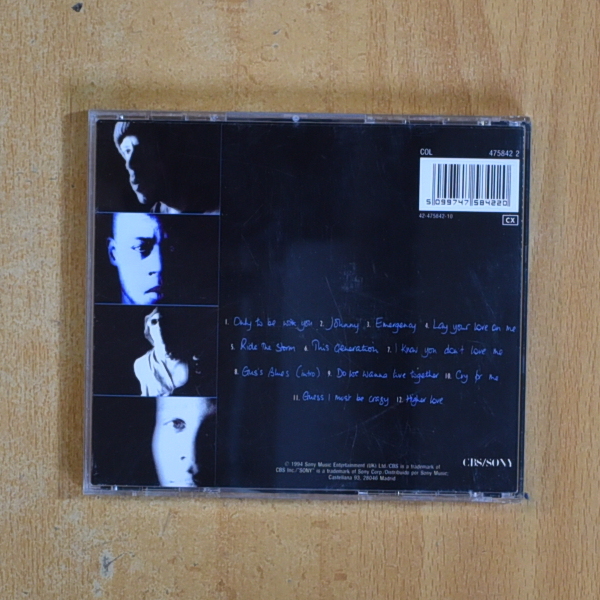 COL 475842 2
5 099747 584220
42-475842-10
CX
1. Only to be with you 2. Johnny 3. Emergency 4. Lay your love on me
5. Ride the storm 6. This Generation 7. I know you don't love me
8. Gus's Blues (intro) 9. Do we wanna live together 10. Cry for me
11. Guess I must be crazy 12. Higher love
℗ 1994 Sony Music Entertainment (UK) Ltd. CBS is a trademark of
CBS Inc./"SONY" is a trademark of Sony Corp. Distribuido por Sony Music;
Castellana 93, 28046 Madrid
CBS/SONY